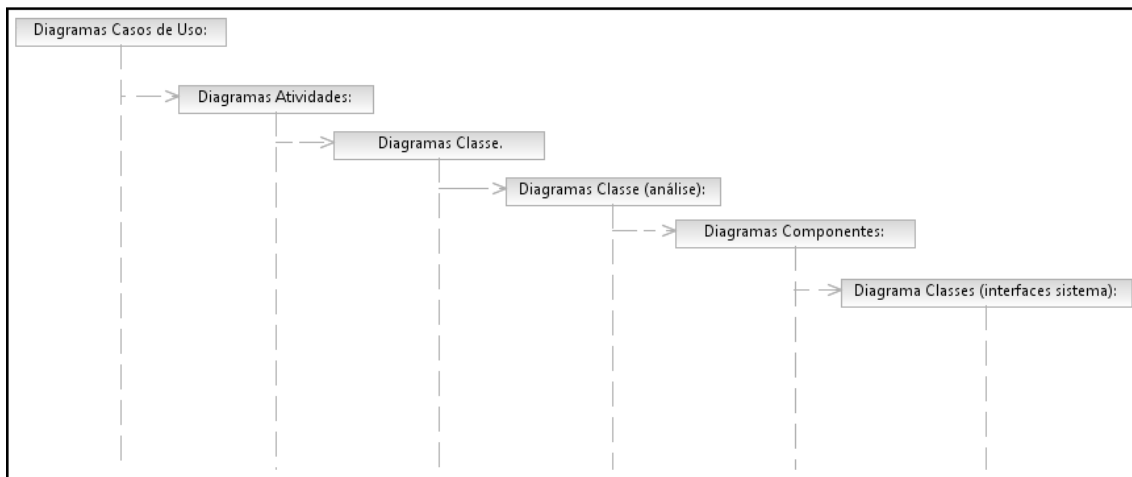 Diagramas Casos de Uso:
Diagramas Atividades:
Diagramas Classe.
Diagramas Classe (análise):
Diagramas Componentes:
Diagrama Classes (interfaces sistema):